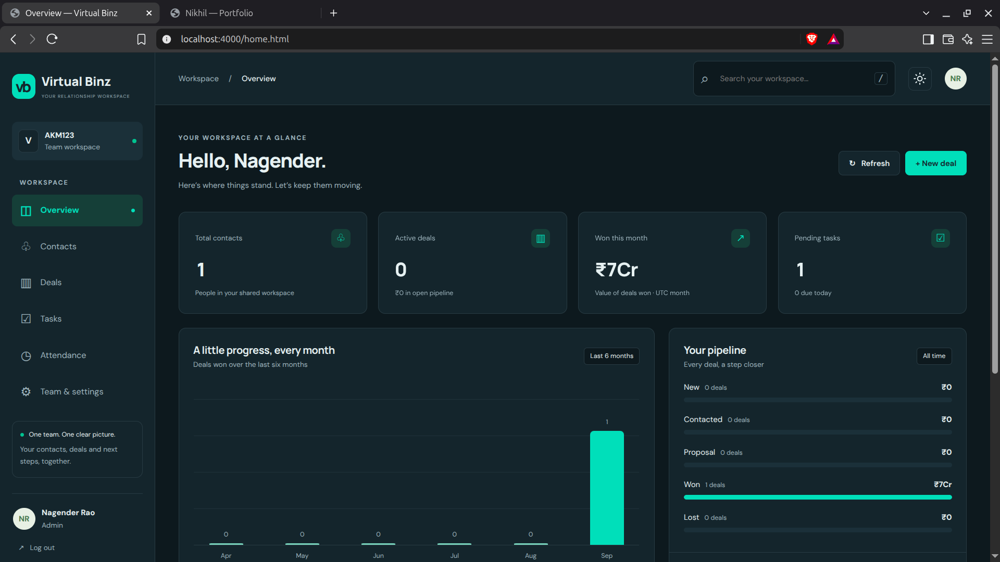 Overview — Virtual Binz
Nikhil — Portfolio
localhost:4000/home.html
vb
Virtual Binz
YOUR RELATIONSHIP WORKSPACE
V
AKM123
Team workspace
WORKSPACE
Overview
Contacts
Deals
Tasks
Attendance
Team & settings
One team. One clear picture.
Your contacts, deals and next
steps, together.
NR
Nagender Rao
Admin
↗ Log out
Workspace / Overview
Search your workspace...
/
NR
YOUR WORKSPACE AT A GLANCE
Hello, Nagender.
Here’s where things stand. Let’s keep them moving.
↻ Refresh
+ New deal
Total contacts
1
People in your shared workspace
Active deals
0
₹0 in open pipeline
Won this month
₹7Cr
Value of deals won · UTC month
Pending tasks
1
0 due today
A little progress, every month
Deals won over the last six months
Last 6 months
0 0 0 0 0 1
Apr May Jun Jul Aug Sep
Your pipeline
Every deal, a step closer
All time
New 0 deals ₹0
Contacted 0 deals ₹0
Proposal 0 deals ₹0
Won 1 deals ₹7Cr
Lost 0 deals ₹0